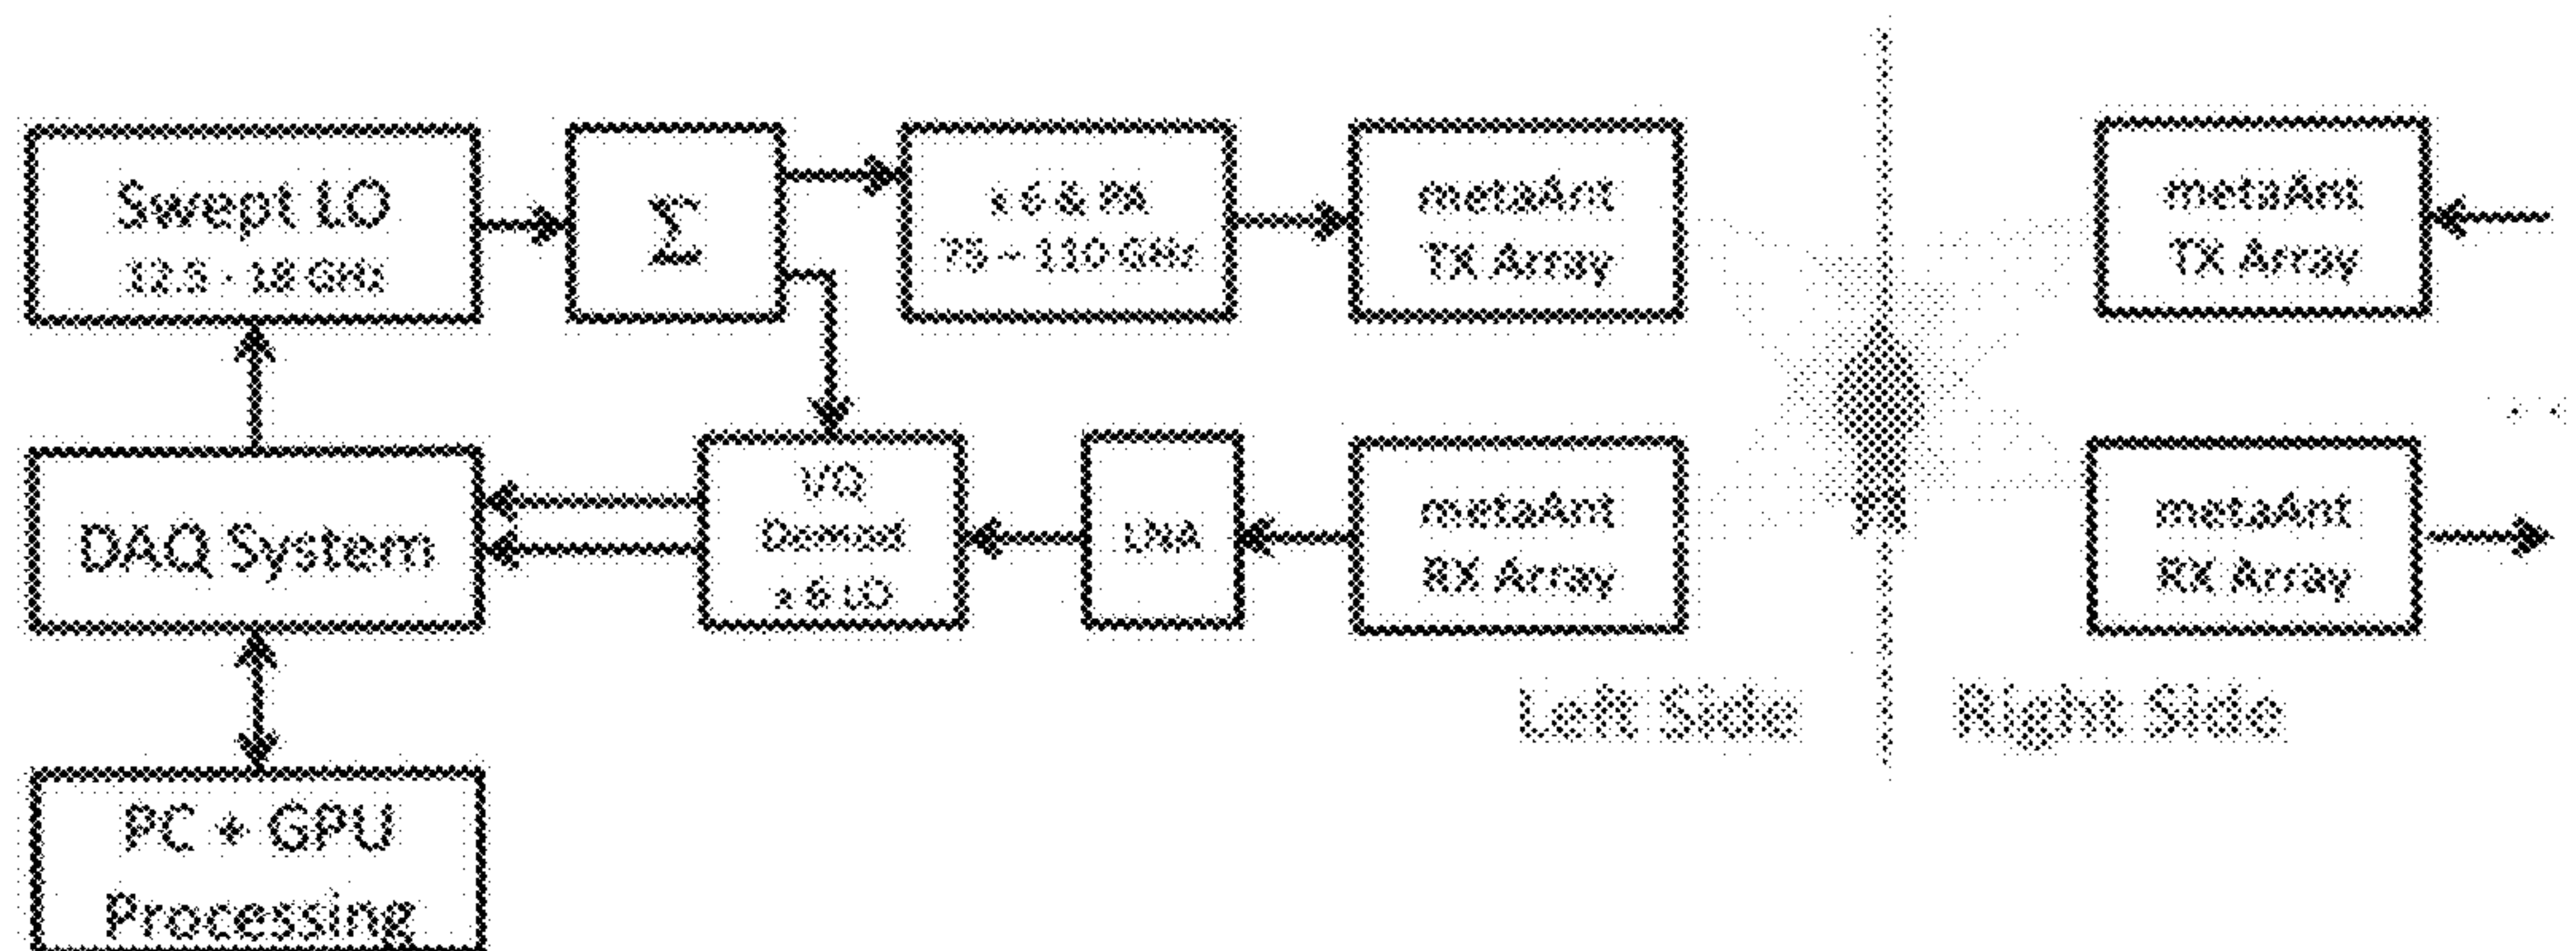 Swept LO
12.5 - 18 GHz
Σ
x 6 & PA
75 – 110 GHz
metaAnt
TX Array
metaAnt
TX Array
DAQ System
I/Q
Demod
x 6 LO
LNA
metaAnt
RX Array
metaAnt
RX Array
Left Side
Right Side
PC + GPU
Processing